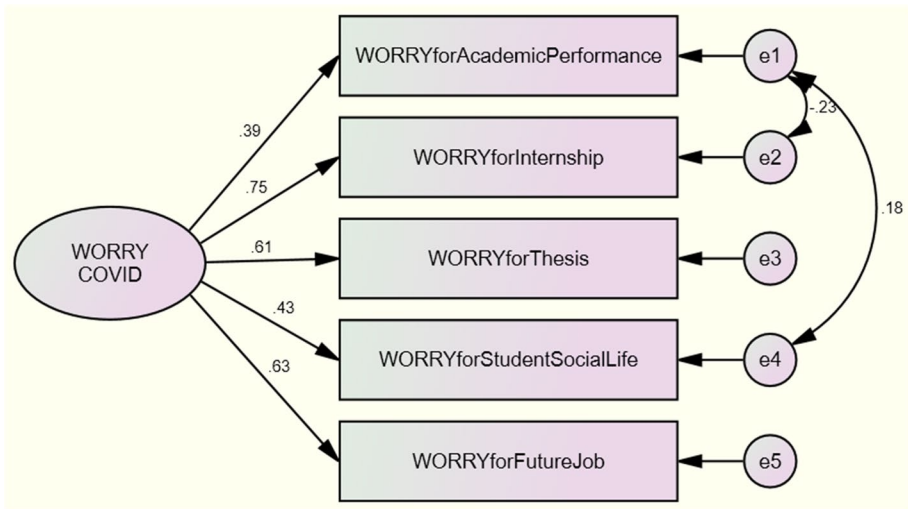 WORRYforAcademicPerformance
e1
.39
-.23
WORRYforInternship
e2
.75
.18
WORRY
COVID
.61
WORRYforThesis
e3
.43
WORRYforStudentSocialLife
e4
.63
WORRYforFutureJob
e5